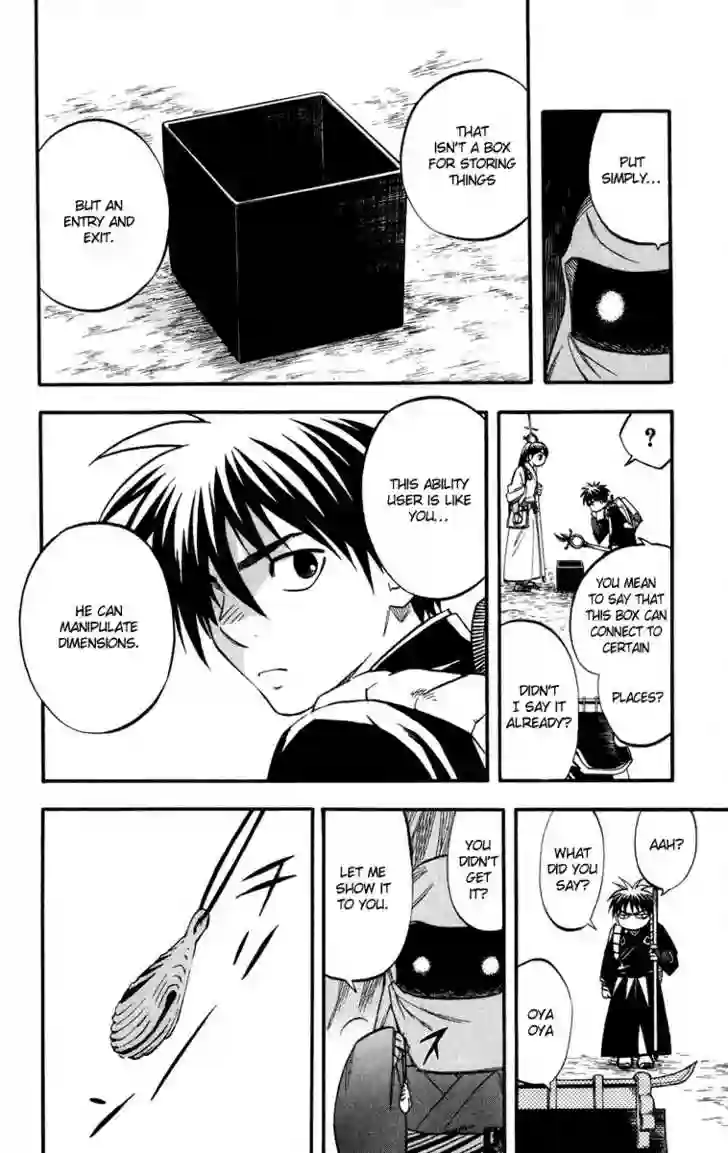 PUT
SIMPLY...
THAT
ISN'T A BOX
FOR STORING
THINGS
BUT AN
ENTRY AND
EXIT.
?
YOU MEAN
TO SAY THAT
THIS BOX CAN
CONNECT TO
CERTAIN
PLACES?
DIDN'T
I SAY IT
ALREADY?
THIS ABILITY
USER IS LIKE
YOU...
HE CAN
MANIPULATE
DIMENSIONS.
AAH?
WHAT
DID YOU
SAY?
OYA
OYA
YOU
DIDN'T
GET
IT?
LET ME
SHOW IT
TO YOU.